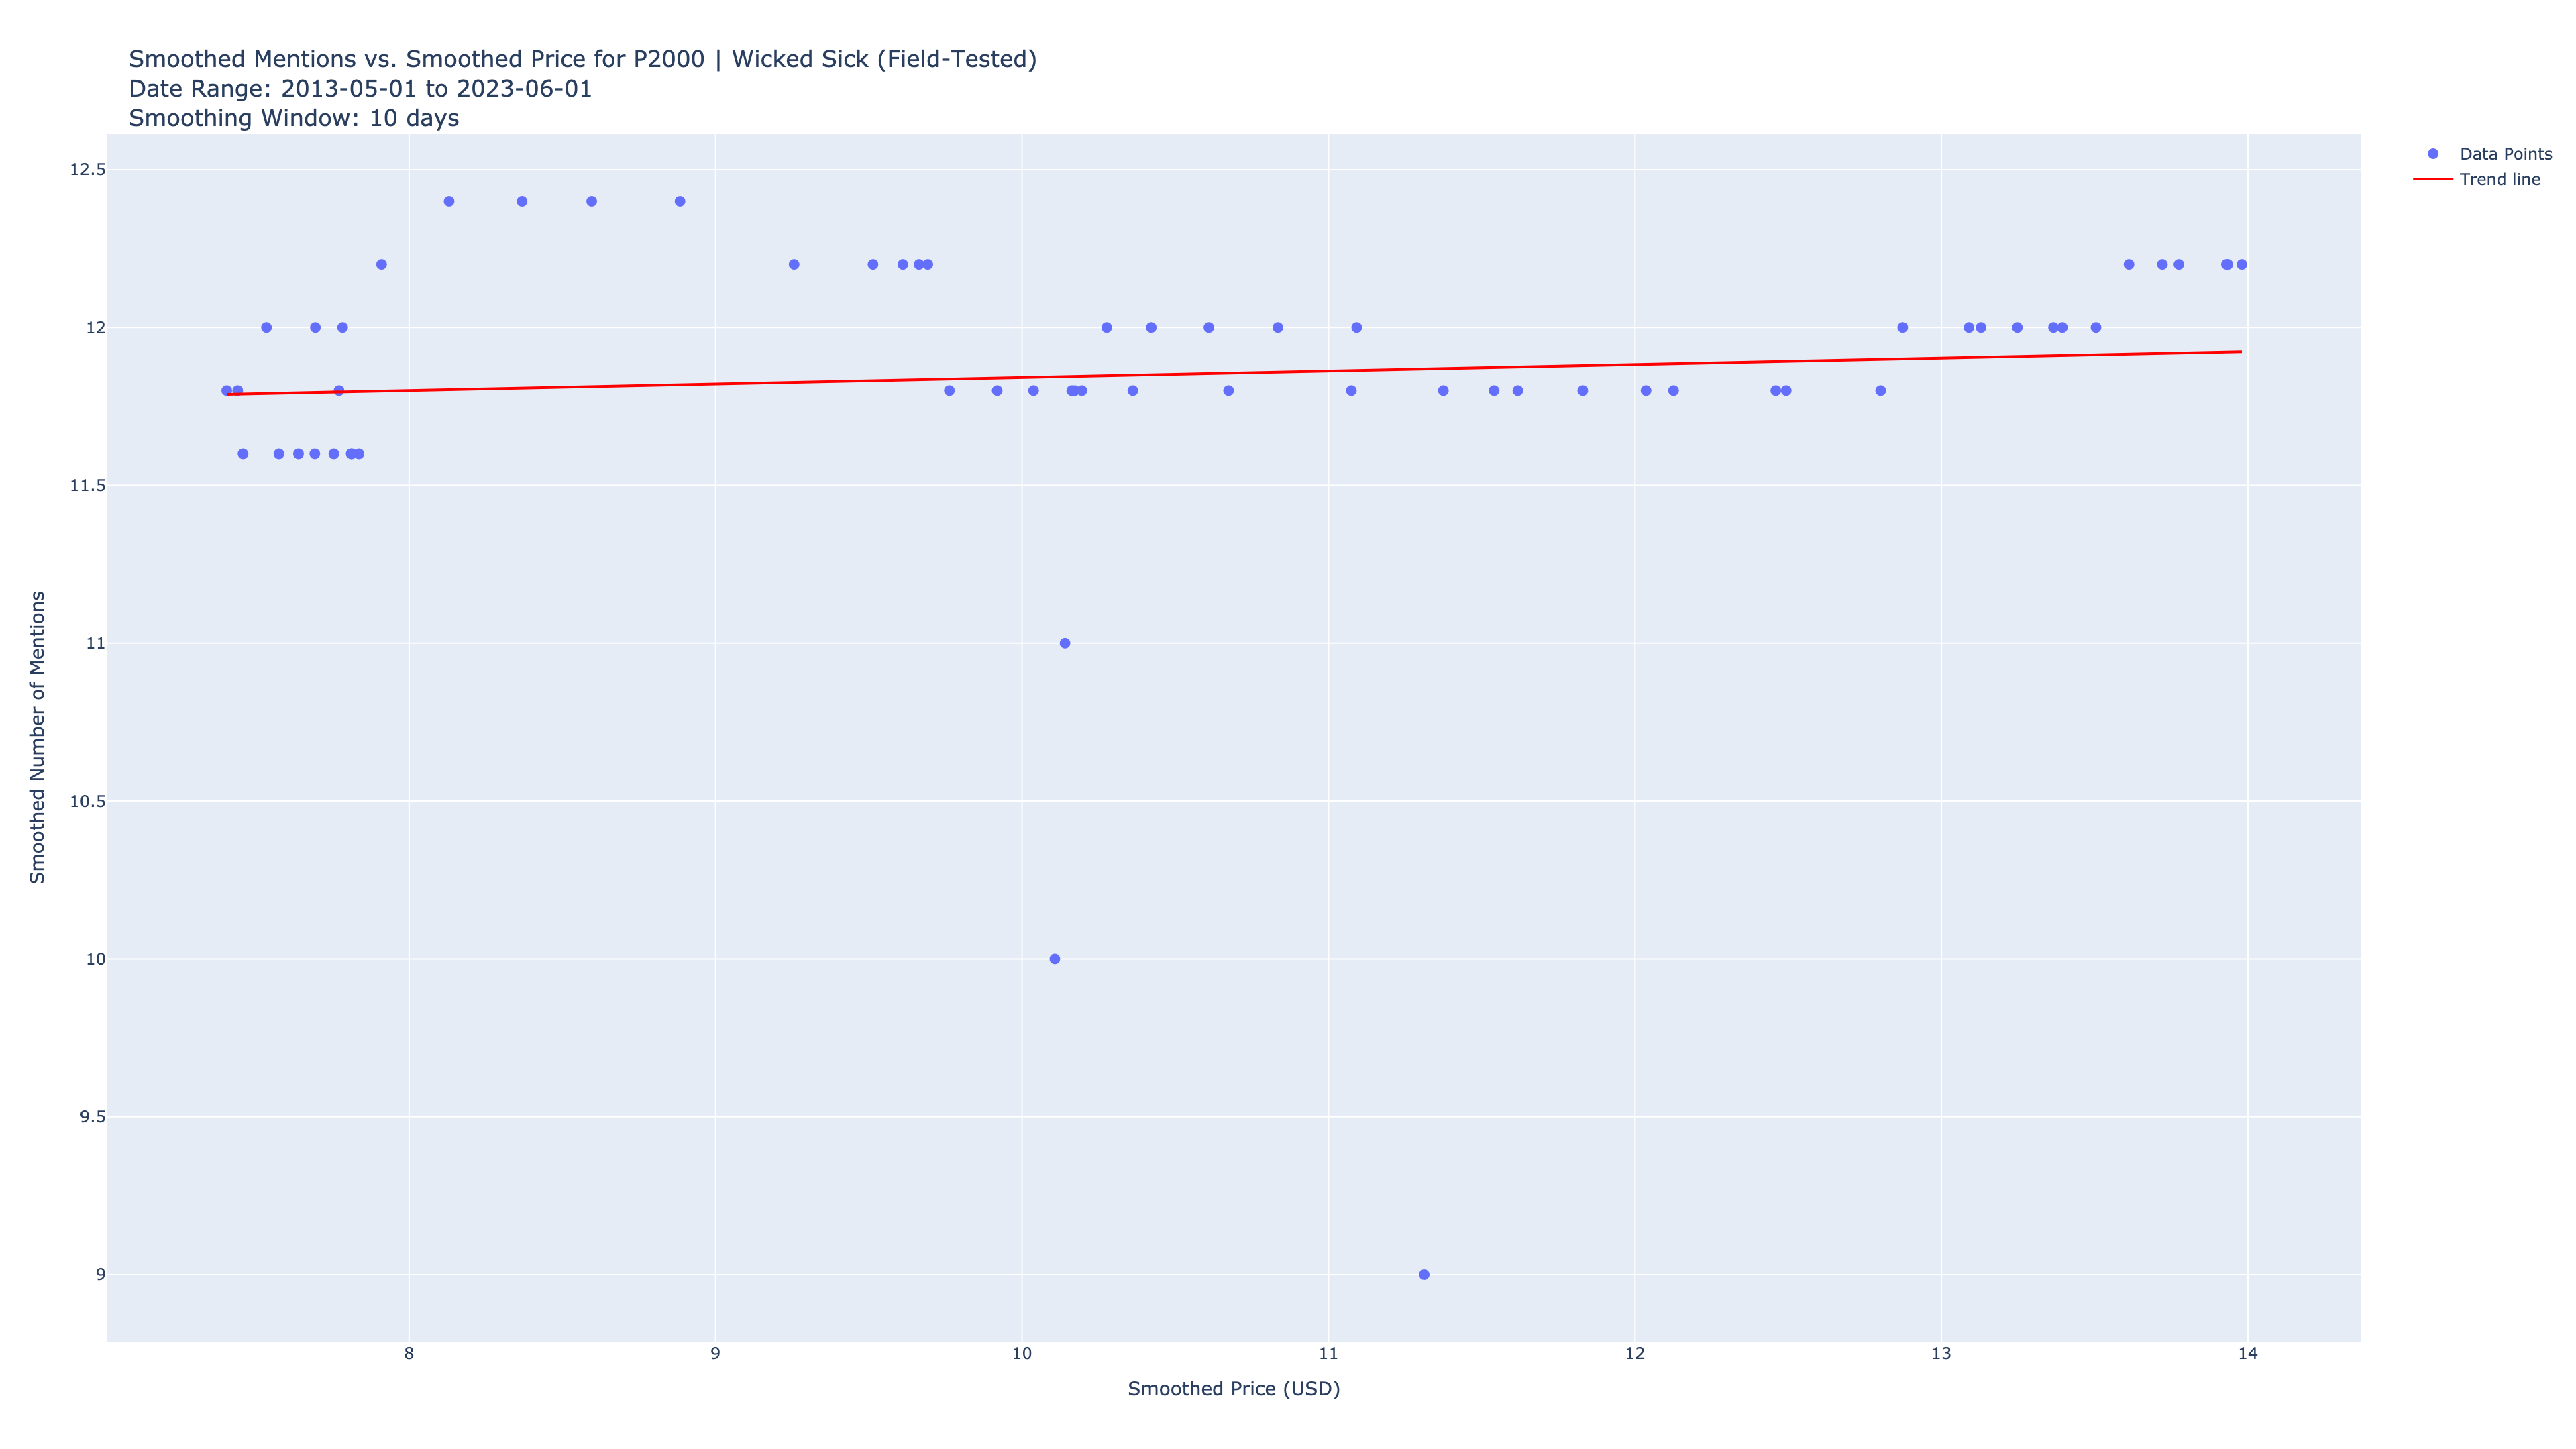 Smoothed Mentions vs. Smoothed Price for P2000 | Wicked Sick (Field-Tested)
Date Range: 2013-05-01 to 2023-06-01
Smoothing Window: 10 days
Data Points
Trend line
12.5
12
11.5
11
10.5
10
9.5
9
Smoothed Number of Mentions
8
9
10
11
12
13
14
Smoothed Price (USD)